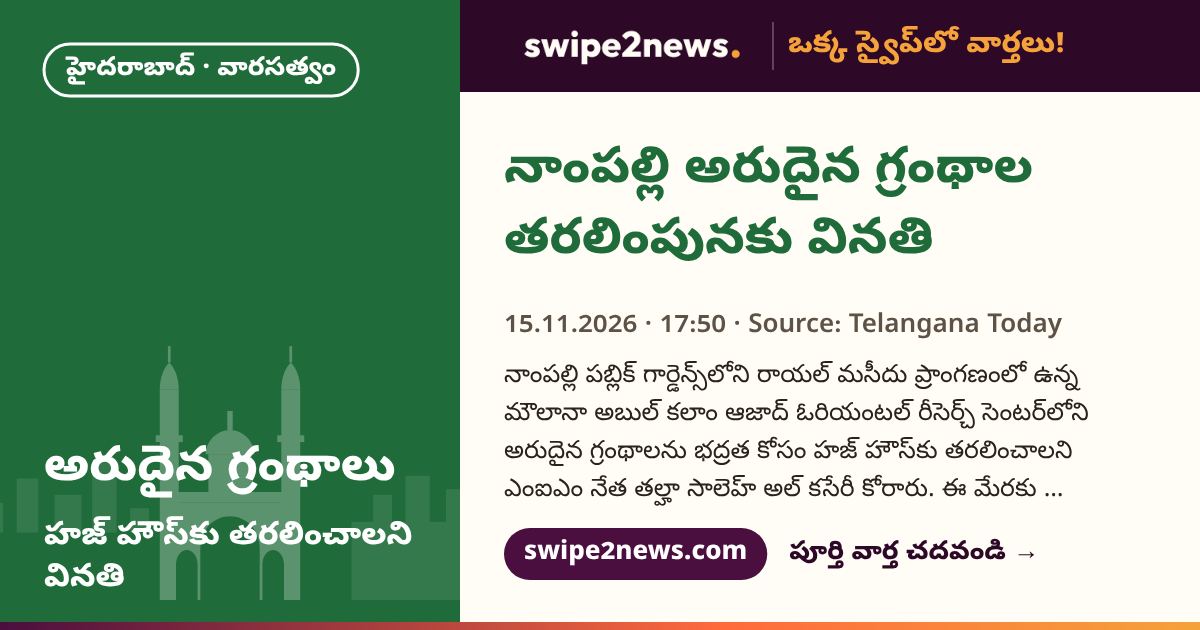 హైదరాబాద్ · వారసత్వం
అరుదైన గ్రంథాలు
హజ్ హౌస్‌కు తరలించాలని
వినతి
swipe2news.
ఒక్క స్వైప్‌లో వార్తలు!
నాంపల్లి అరుదైన గ్రంథాల
తరలింపునకు వినతి
15.11.2026 · 17:50 · Source: Telangana Today
నాంపల్లి పబ్లిక్ గార్డెన్స్‌లోని రాయల్ మసీదు ప్రాంగణంలో ఉన్న
మౌలానా అబుల్ కలాం ఆజాద్ ఓరియంటల్ రీసెర్చ్ సెంటర్‌లోని
అరుదైన గ్రంథాలను భద్రత కోసం హజ్ హౌస్‌కు తరలించాలని
ఎంఐఎం నేత తల్హా సాలెహ్ అల్ కసేరీ కోరారు. ఈ మేరకు ...
swipe2news.com
పూర్తి వార్త చదవండి →